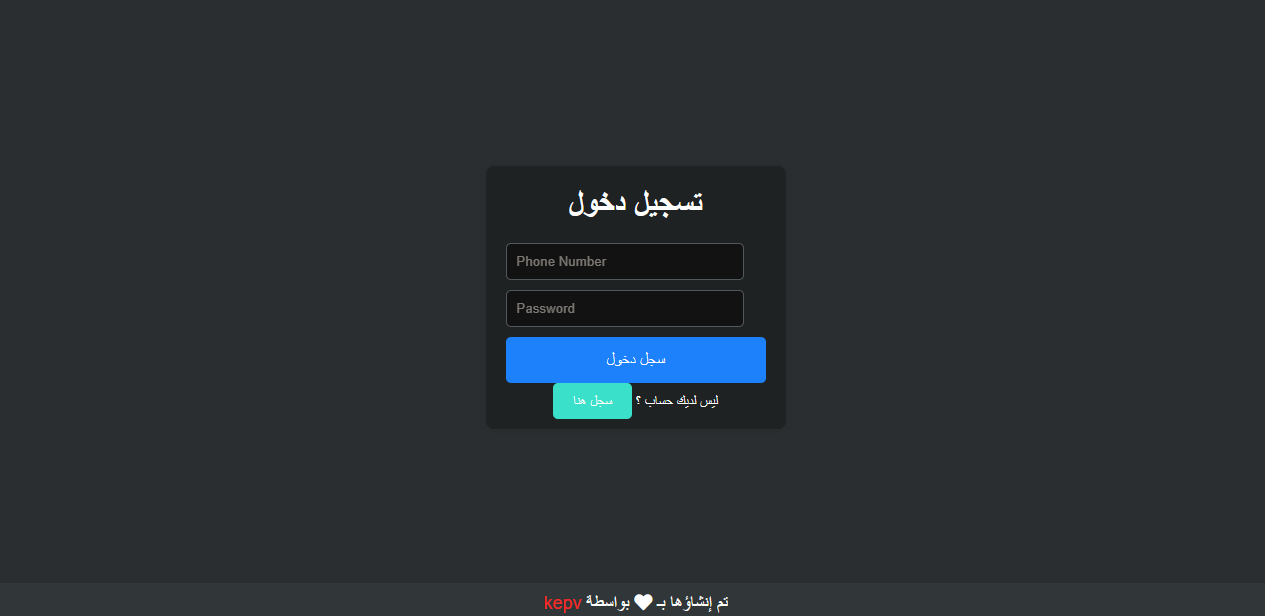 تسجيل دخول
Phone Number
Password
سجل دخول
ليس لديك حساب ؟ سجل هنا
تم إنشاؤها بـ ❤ بواسطة kepv